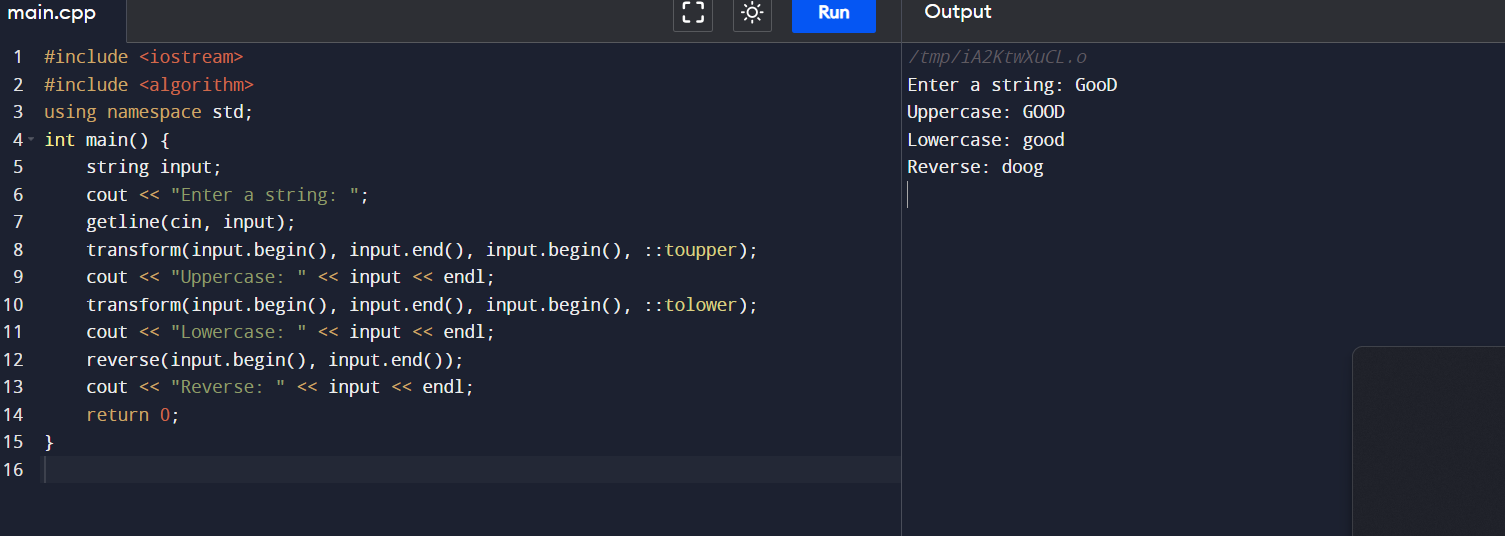 main.cpp
Run
Output
1 #include <iostream>
2 #include <algorithm>
3 using namespace std;
4 int main() {
5     string input;
6     cout << "Enter a string: ";
7     getline(cin, input);
8     transform(input.begin(), input.end(), input.begin(), ::toupper);
9     cout << "Uppercase: " << input << endl;
10     transform(input.begin(), input.end(), input.begin(), ::tolower);
11     cout << "Lowercase: " << input << endl;
12     reverse(input.begin(), input.end());
13     cout << "Reverse: " << input << endl;
14     return 0;
15 }
16
/tmp/iA2KtwXuCL.o
Enter a string: GooD
Uppercase: GOOD
Lowercase: good
Reverse: doog